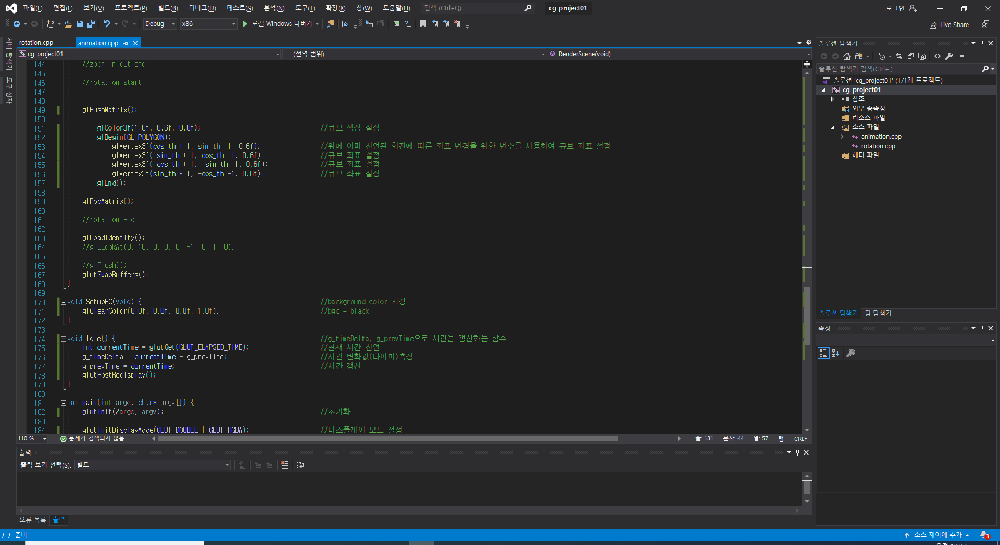 파일(F) 편집(E) 보기(V) 프로젝트(P) 빌드(B) 디버그(D) 테스트(S) 분석(N) 도구(T) 확장(X) 창(W) 도움말(H) 검색 (Ctrl+Q) cg_project01 로그인
Debug x86 로컬 Windows 디버거 Live Share
서버 탐색기
도구 상자
rotation.cpp animation.cpp
cg_project01 (전역 범위) RenderScene(void)
144 //zoom in out end
145
146 //rotation start
147
148
149 glPushMatrix();
150
151 glColor3f(1.0f, 0.6f, 0.0f); //큐브 색상 설정
152 glBegin(GL_POLYGON);
153 glVertex3f(cos_th + 1, sin_th -1, 0.6f); //위에 이미 선언된 회전에 따른 좌표 변경을 위한 변수를 사용하여 큐브 좌표 설정
154 glVertex3f(-sin_th + 1, cos_th -1, 0.6f); //큐브 좌표 설정
155 glVertex3f(-cos_th + 1, -sin_th -1, 0.6f); //큐브 좌표 설정
156 glVertex3f(sin_th + 1, -cos_th -1, 0.6f); //큐브 좌표 설정
157 glEnd();
158
159 glPopMatrix();
160
161 //rotation end
162
163 glLoadIdentity();
164 //gluLookAt(0, 10, 0, 0, 0, -1, 0, 1, 0);
165
166 //glFlush();
167 glutSwapBuffers();
168 }
169
170 void SetupRC(void) { //background color 지정
171 glClearColor(0.0f, 0.0f, 0.0f, 1.0f); //bgc = black
172 }
173
174 void Idie() { //g_timeDelta, g_prevTime으로 시간을 갱신하는 함수
175 int currentTime = glutGet(GLUT_ELAPSED_TIME); //현재 시간 선언
176 g_timeDelta = currentTime - g_prevTime; //시간 변화값(타이머)측정
177 g_prevTime = currentTime; //시간 갱신
178 glutPostRedisplay();
179 }
180
181 int main(int argc, char* argv[]) {
182 glutInit(&argc, argv); //초기화
183
184 glutInitDisplayMode(GLUT_DOUBLE | GLUT_RGBA); //디스플레이 모드 설정
110 % 문제가 검색되지 않음 줄: 131 문자: 44 열: 57 탭 CRLF
출력
출력 보기 선택(S): 빌드
오류 목록 출력
솔루션 탐색기
솔루션 탐색기 검색(Ctrl+;)
솔루션 'cg_project01' (1/1개 프로젝트)
cg_project01
참조
외부 종속성
리소스 파일
소스 파일
animation.cpp
rotation.cpp
헤더 파일
솔루션 탐색기 팀 탐색기
속성
준비 소스 제어에 추가 3